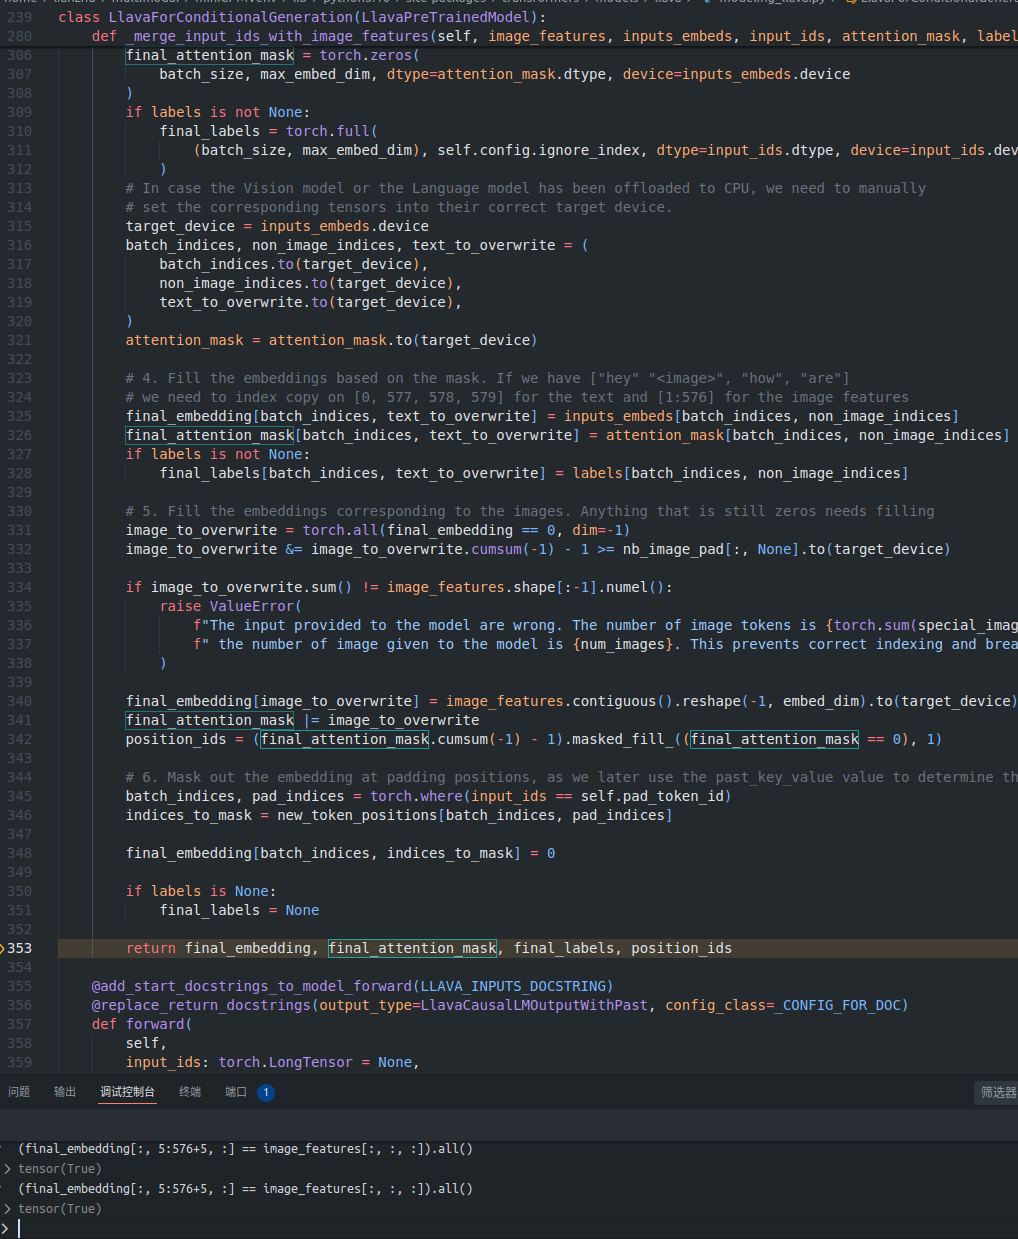 239 class LlavaForConditionalGeneration(LlavaPreTrainedModel):
280 def _merge_input_ids_with_image_features(self, image_features, inputs_embeds, input_ids, attention_mask, label
306 final_attention_mask = torch.zeros(
307 batch_size, max_embed_dim, dtype=attention_mask.dtype, device=inputs_embeds.device
308 )
309 if labels is not None:
310 final_labels = torch.full(
311 (batch_size, max_embed_dim), self.config.ignore_index, dtype=input_ids.dtype, device=input_ids.dev
312 )
313 # In case the Vision model or the Language model has been offloaded to CPU, we need to manually
314 # set the corresponding tensors into their correct target device.
315 target_device = inputs_embeds.device
316 batch_indices, non_image_indices, text_to_overwrite = (
317 batch_indices.to(target_device),
318 non_image_indices.to(target_device),
319 text_to_overwrite.to(target_device),
320 )
321 attention_mask = attention_mask.to(target_device)
322
323 # 4. Fill the embeddings based on the mask. If we have ["hey" "<image>", "how", "are"]
324 # we need to index copy on [0, 577, 578, 579] for the text and [1:576] for the image features
325 final_embedding[batch_indices, text_to_overwrite] = inputs_embeds[batch_indices, non_image_indices]
326 final_attention_mask[batch_indices, text_to_overwrite] = attention_mask[batch_indices, non_image_indices]
327 if labels is not None:
328 final_labels[batch_indices, text_to_overwrite] = labels[batch_indices, non_image_indices]
329
330 # 5. Fill the embeddings corresponding to the images. Anything that is still zeros needs filling
331 image_to_overwrite = torch.all(final_embedding == 0, dim=-1)
332 image_to_overwrite &= image_to_overwrite.cumsum(-1) - 1 >= nb_image_pad[:, None].to(target_device)
333
334 if image_to_overwrite.sum() != image_features.shape[:-1].numel():
335 raise ValueError(
336 f"The input provided to the model are wrong. The number of image tokens is {torch.sum(special_imag
337 f" the number of image given to the model is {num_images}. This prevents correct indexing and brea
338 )
339
340 final_embedding[image_to_overwrite] = image_features.contiguous().reshape(-1, embed_dim).to(target_device)
341 final_attention_mask |= image_to_overwrite
342 position_ids = (final_attention_mask.cumsum(-1) - 1).masked_fill_((final_attention_mask == 0), 1)
343
344 # 6. Mask out the embedding at padding positions, as we later use the past_key_value value to determine th
345 batch_indices, pad_indices = torch.where(input_ids == self.pad_token_id)
346 indices_to_mask = new_token_positions[batch_indices, pad_indices]
347
348 final_embedding[batch_indices, indices_to_mask] = 0
349
350 if labels is None:
351 final_labels = None
352
353 return final_embedding, final_attention_mask, final_labels, position_ids
354
355 @add_start_docstrings_to_model_forward(LLAVA_INPUTS_DOCSTRING)
356 @replace_return_docstrings(output_type=LlavaCausalLMOutputWithPast, config_class=_CONFIG_FOR_DOC)
357 def forward(
358 self,
359 input_ids: torch.LongTensor = None,
问题 输出 调试控制台 终端 端口 1 筛选器
(final_embedding[:, 5:576+5, :] == image_features[:, :, :]).all()
> tensor(True)
(final_embedding[:, 5:576+5, :] == image_features[:, :, :]).all()
> tensor(True)
>